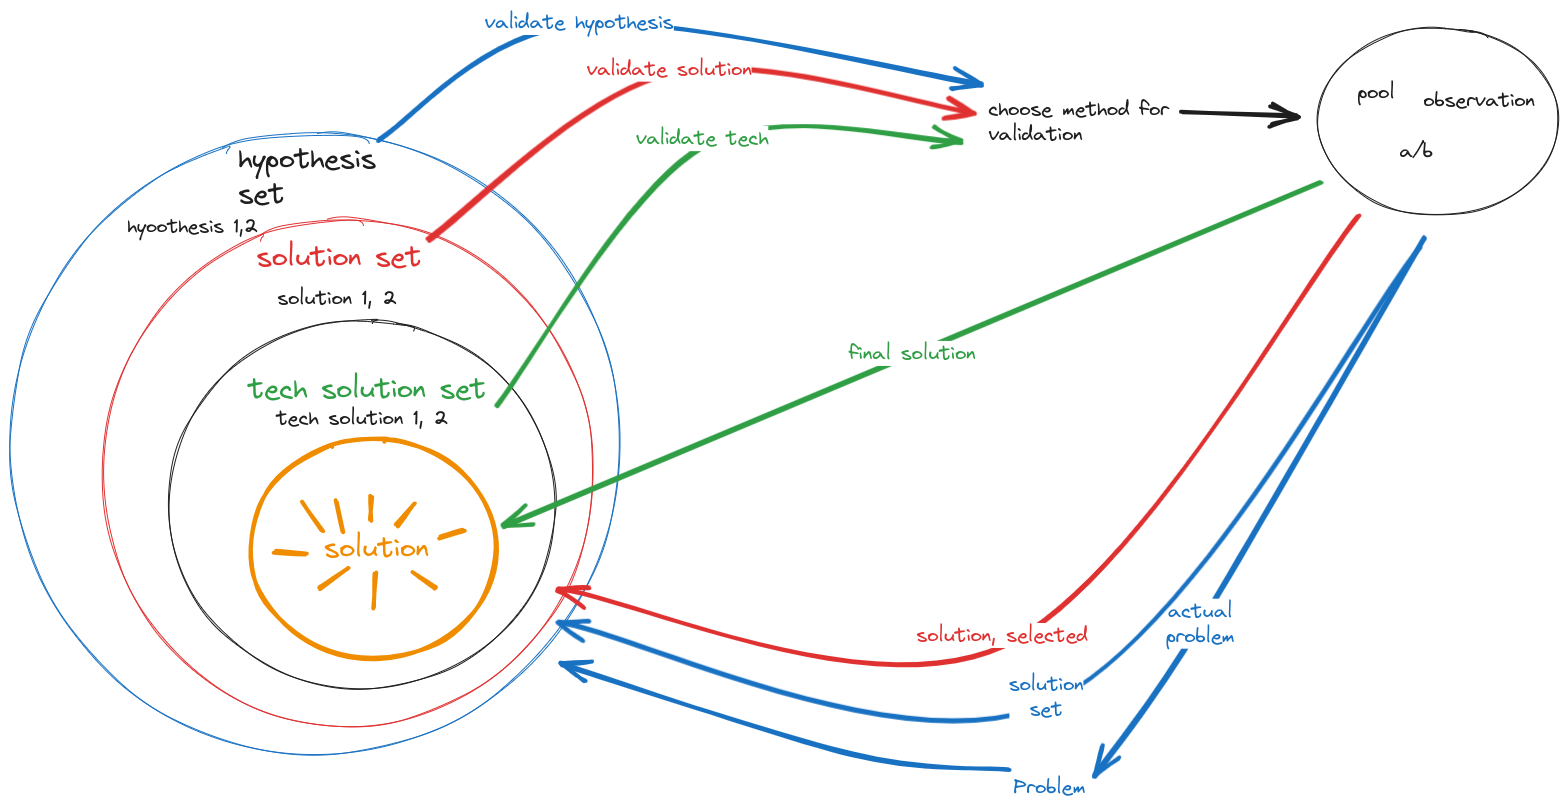 validate hypothesis
validate solution
validate tech
choose method for
validation
pool
observation
a/b
hypothesis
set
hyoothesis 1,2
solution set
solution 1, 2
tech solution set
tech solution 1, 2
solution
final solution
actual
problem
solution, selected
solution
set
Problem